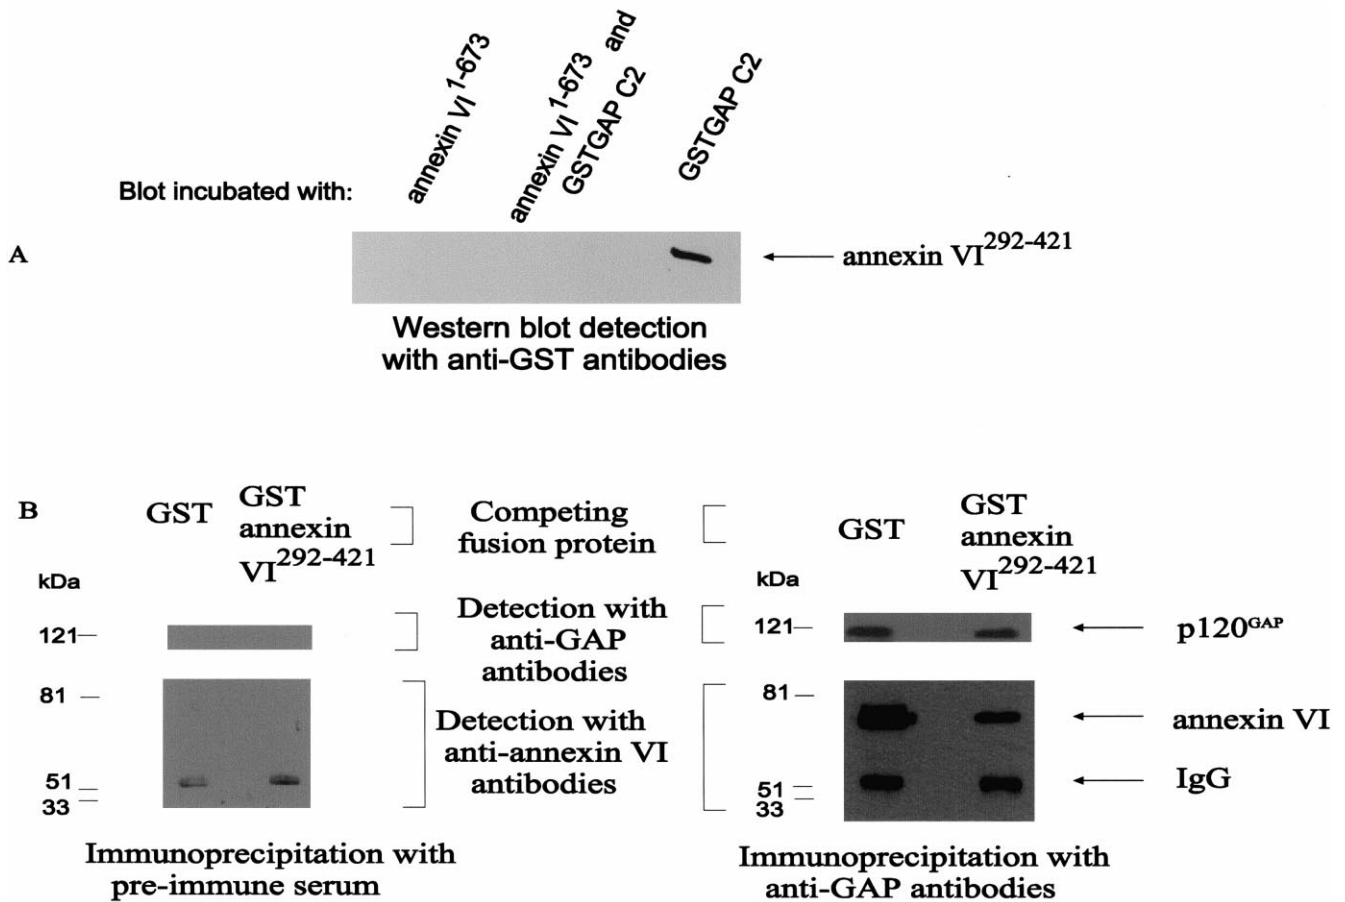 annexin VI1-673
annexin VI1-673 and
GSTGAP C2
GSTGAP C2
Blot incubated with:
A
annexin VI292-421
Western blot detection
with anti-GST antibodies
B
GST
GST
annexin
VI292-421
Competing
fusion protein
GST
GST
annexin
VI292-421
kDa
kDa
121
Detection with
anti-GAP
antibodies
121
p120GAP
81
51
33
Detection with
anti-annexin VI
antibodies
81
51
33
annexin VI
IgG
Immunoprecipitation with
pre-immune serum
Immunoprecipitation with
anti-GAP antibodies